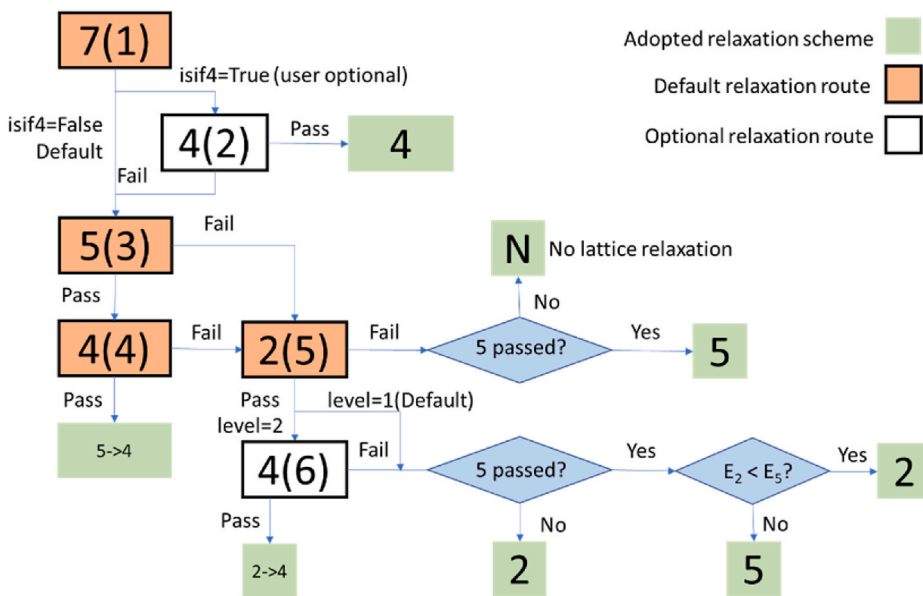 7(1)
Adopted relaxation scheme
isif4=True (user optional)
Default relaxation route
isif4=False
Default
4(2)
Pass
4
Optional relaxation route
Fail
5(3)
Fail
N
No lattice relaxation
Pass
No
4(4)
Fail
2(5)
Fail
5 passed?
Yes
5
Pass
Pass
level=1(Default)
level=2
5->4
4(6)
Fail
5 passed?
Yes
E₂ < E₅?
Yes
2
Pass
No
No
2->4
2
5